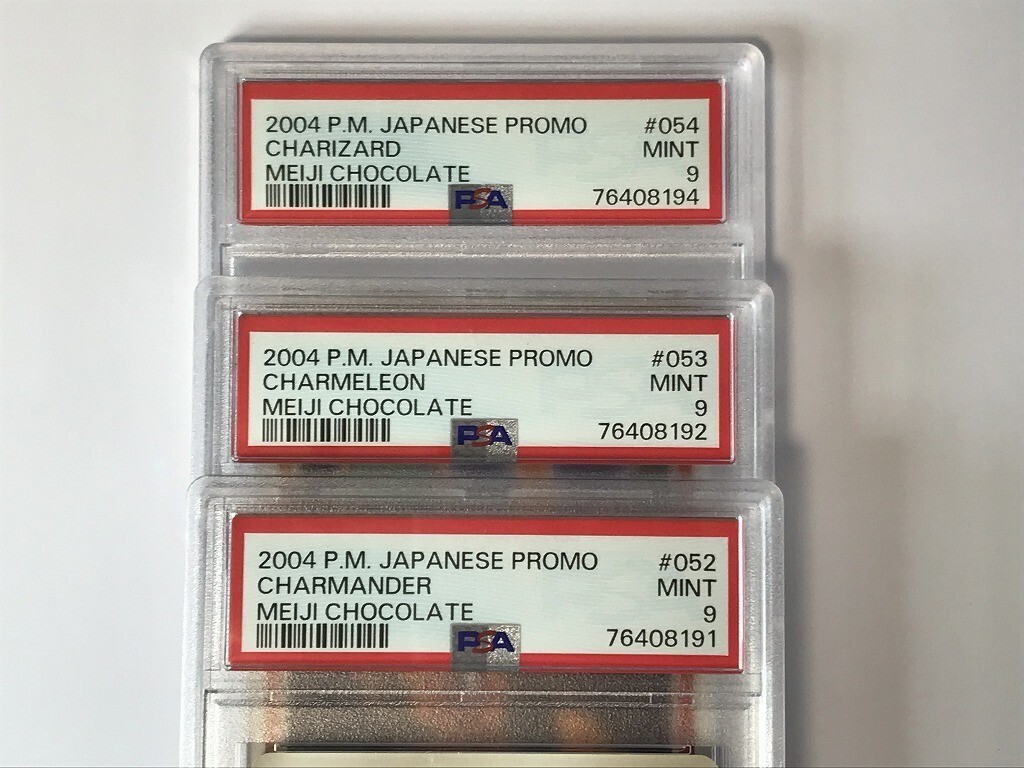 2004 P.M. JAPANESE PROMO #054
CHARIZARD MINT
MEIJI CHOCOLATE 9
PSA 76408194
2004 P.M. JAPANESE PROMO #053
CHARMELEON MINT
MEIJI CHOCOLATE 9
PSA 76408192
2004 P.M. JAPANESE PROMO #052
CHARMANDER MINT
MEIJI CHOCOLATE 9
PSA 76408191